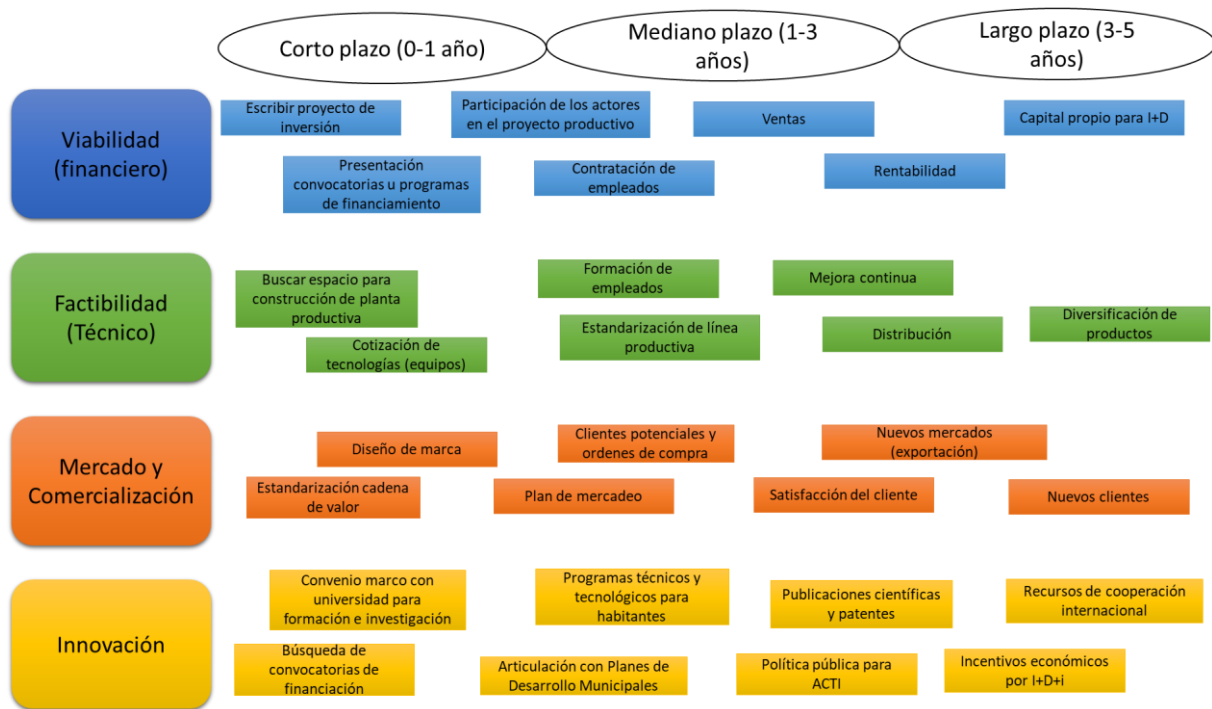 Corto plazo (0-1 año)
Mediano plazo (1-3
años)
Largo plazo (3-5
años)
Viabilidad
(financiero)
Escribir proyecto de
inversión
Participación de los actores
en el proyecto productivo
Ventas
Capital propio para I+D
Presentación
convocatorias u programas
de financiamiento
Contratación de
empleados
Rentabilidad
Factibilidad
(Técnico)
Buscar espacio para
construcción de planta
productiva
Formación de
empleados
Mejora continua
Cotización de
tecnologías (equipos)
Estandarización de línea
productiva
Distribución
Diversificación de
productos
Mercado y
Comercialización
Diseño de marca
Clientes potenciales y
ordenes de compra
Nuevos mercados
(exportación)
Estandarización cadena
de valor
Plan de mercadeo
Satisfacción del cliente
Nuevos clientes
Innovación
Convenio marco con
universidad para
formación e investigación
Programas técnicos y
tecnológicos para
habitantes
Publicaciones científicas
y patentes
Recursos de cooperación
internacional
Búsqueda de
convocatorias de
financiación
Articulación con Planes de
Desarrollo Municipales
Política pública para
ACTI
Incentivos económicos
por I+D+i